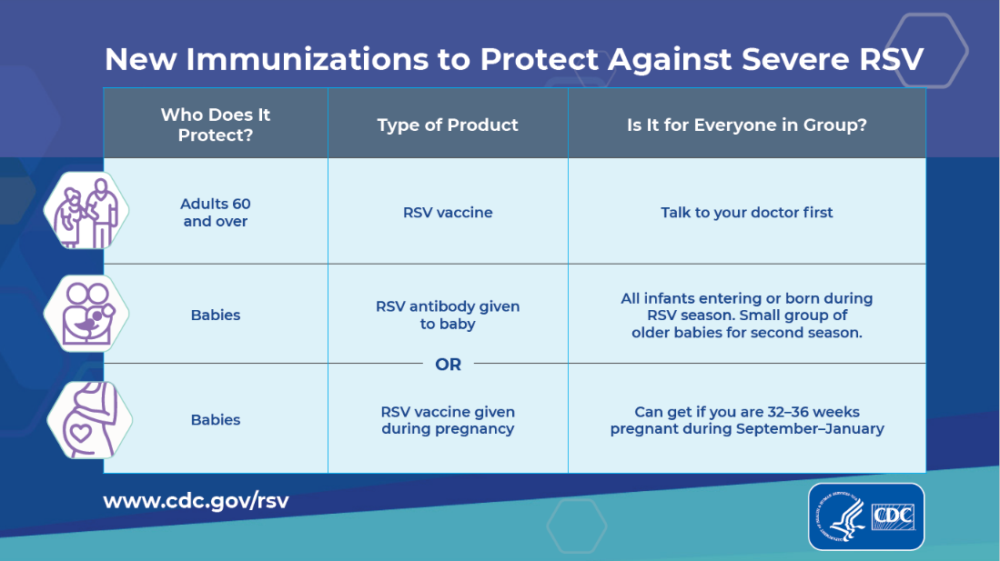 New Immunizations to Protect Against Severe RSV
Who Does It
Protect?
Type of Product
Is It for Everyone in Group?
Adults 60
and over
RSV vaccine
Talk to your doctor first
Babies
RSV antibody given
to baby
All infants entering or born during
RSV season. Small group of
older babies for second season.
OR
Babies
RSV vaccine given
during pregnancy
Can get if you are 32–36 weeks
pregnant during September–January
www.cdc.gov/rsv
CDC